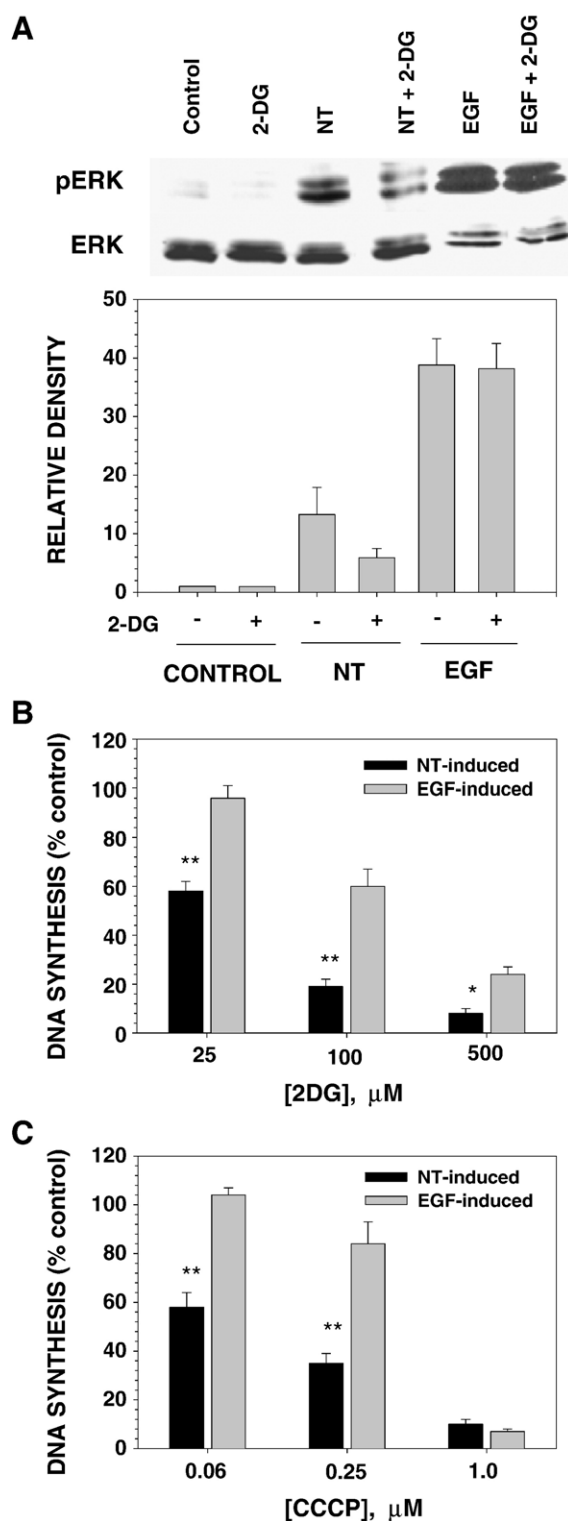 A
Control 2-DG NT NT + 2-DG EGF EGF + 2-DG
pERK
ERK
50
40
30
20
10
0
RELATIVE DENSITY
2-DG - + - + - +
CONTROL NT EGF
B
120
100
80
60
40
20
0
DNA SYNTHESIS (% control)
NT-induced
EGF-induced
**
**
*
25 100 500
[2DG], μM
C
120
100
80
60
40
20
0
DNA SYNTHESIS (% control)
NT-induced
EGF-induced
**
**
0.06 0.25 1.0
[CCCP], μM